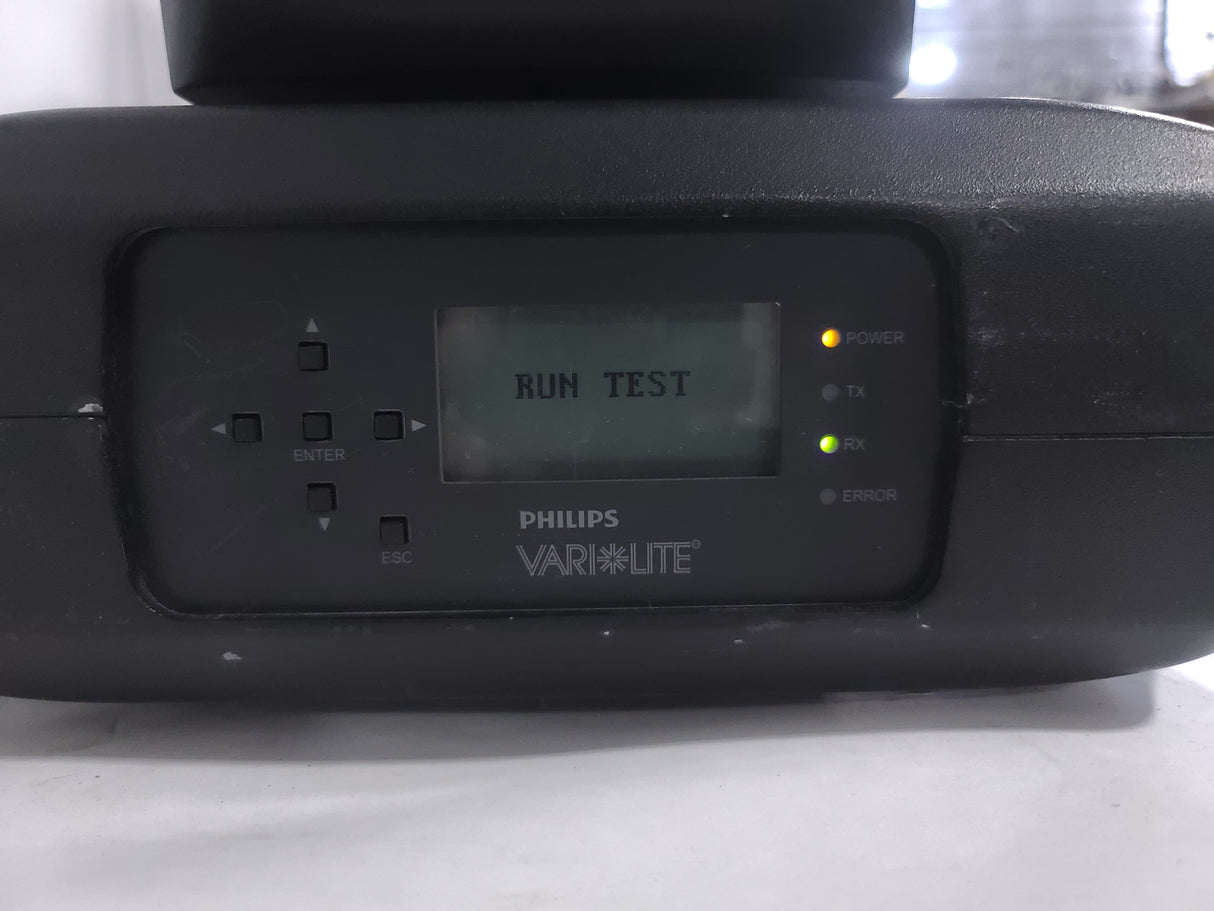 RUN TEST
POWER
TX
RX
ERROR
ENTER
ESC
PHILIPS
VARI*LITE®